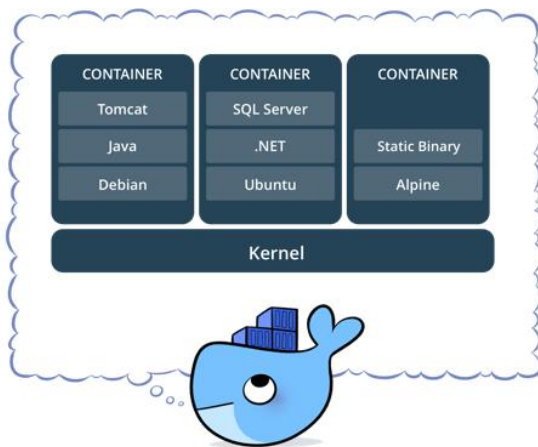 CONTAINER
Tomcat
Java
Debian
CONTAINER
SQL Server
.NET
Ubuntu
CONTAINER
Static Binary
Alpine
Kernel